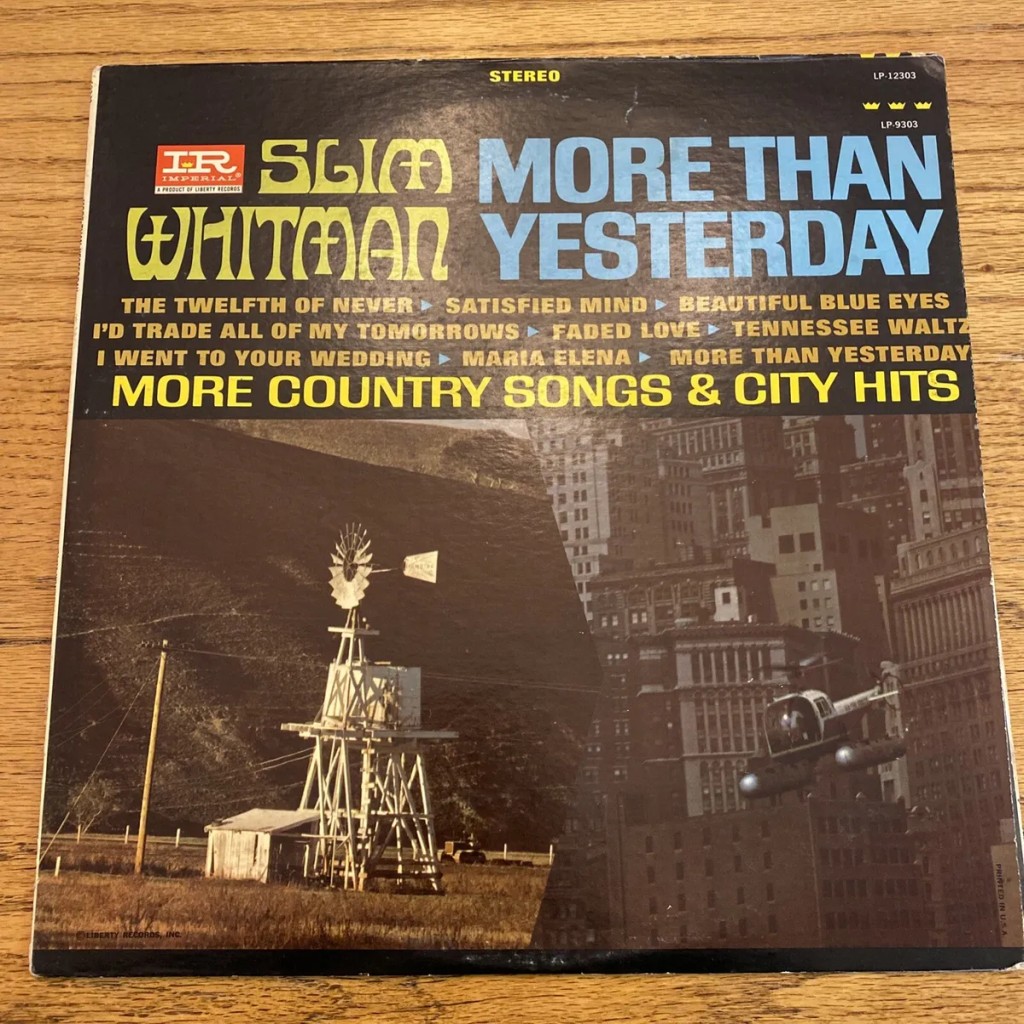 STEREO
LP-12303
LP-9303
IR
IMPERIAL®
A PRODUCT OF LIBERTY RECORDS
SLIM
WHITMAN
MORE THAN
YESTERDAY
THE TWELFTH OF NEVER ▸ SATISFIED MIND ▸ BEAUTIFUL BLUE EYES
I'D TRADE ALL OF MY TOMORROWS ▸ FADED LOVE ▸ TENNESSEE WALTZ
I WENT TO YOUR WEDDING ▸ MARIA ELENA ▸ MORE THAN YESTERDAY
MORE COUNTRY SONGS & CITY HITS
©LIBERTY RECORDS, INC.
PRINTED IN U.S.A.